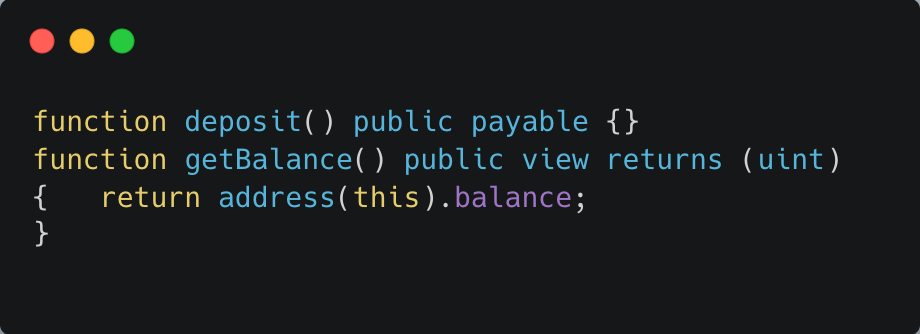 function deposit() public payable {}
function getBalance() public view returns (uint)
{   return address(this).balance;
}